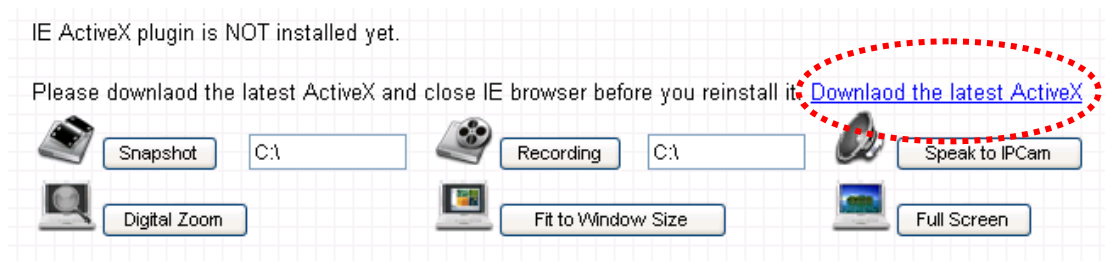 IE ActiveX plugin is NOT installed yet.
Please downlaod the latest ActiveX and close IE browser before you reinstall it. Downlaod the latest ActiveX
Snapshot C:\ Recording C:\ Speak to IPCam
Digital Zoom Fit to Window Size Full Screen